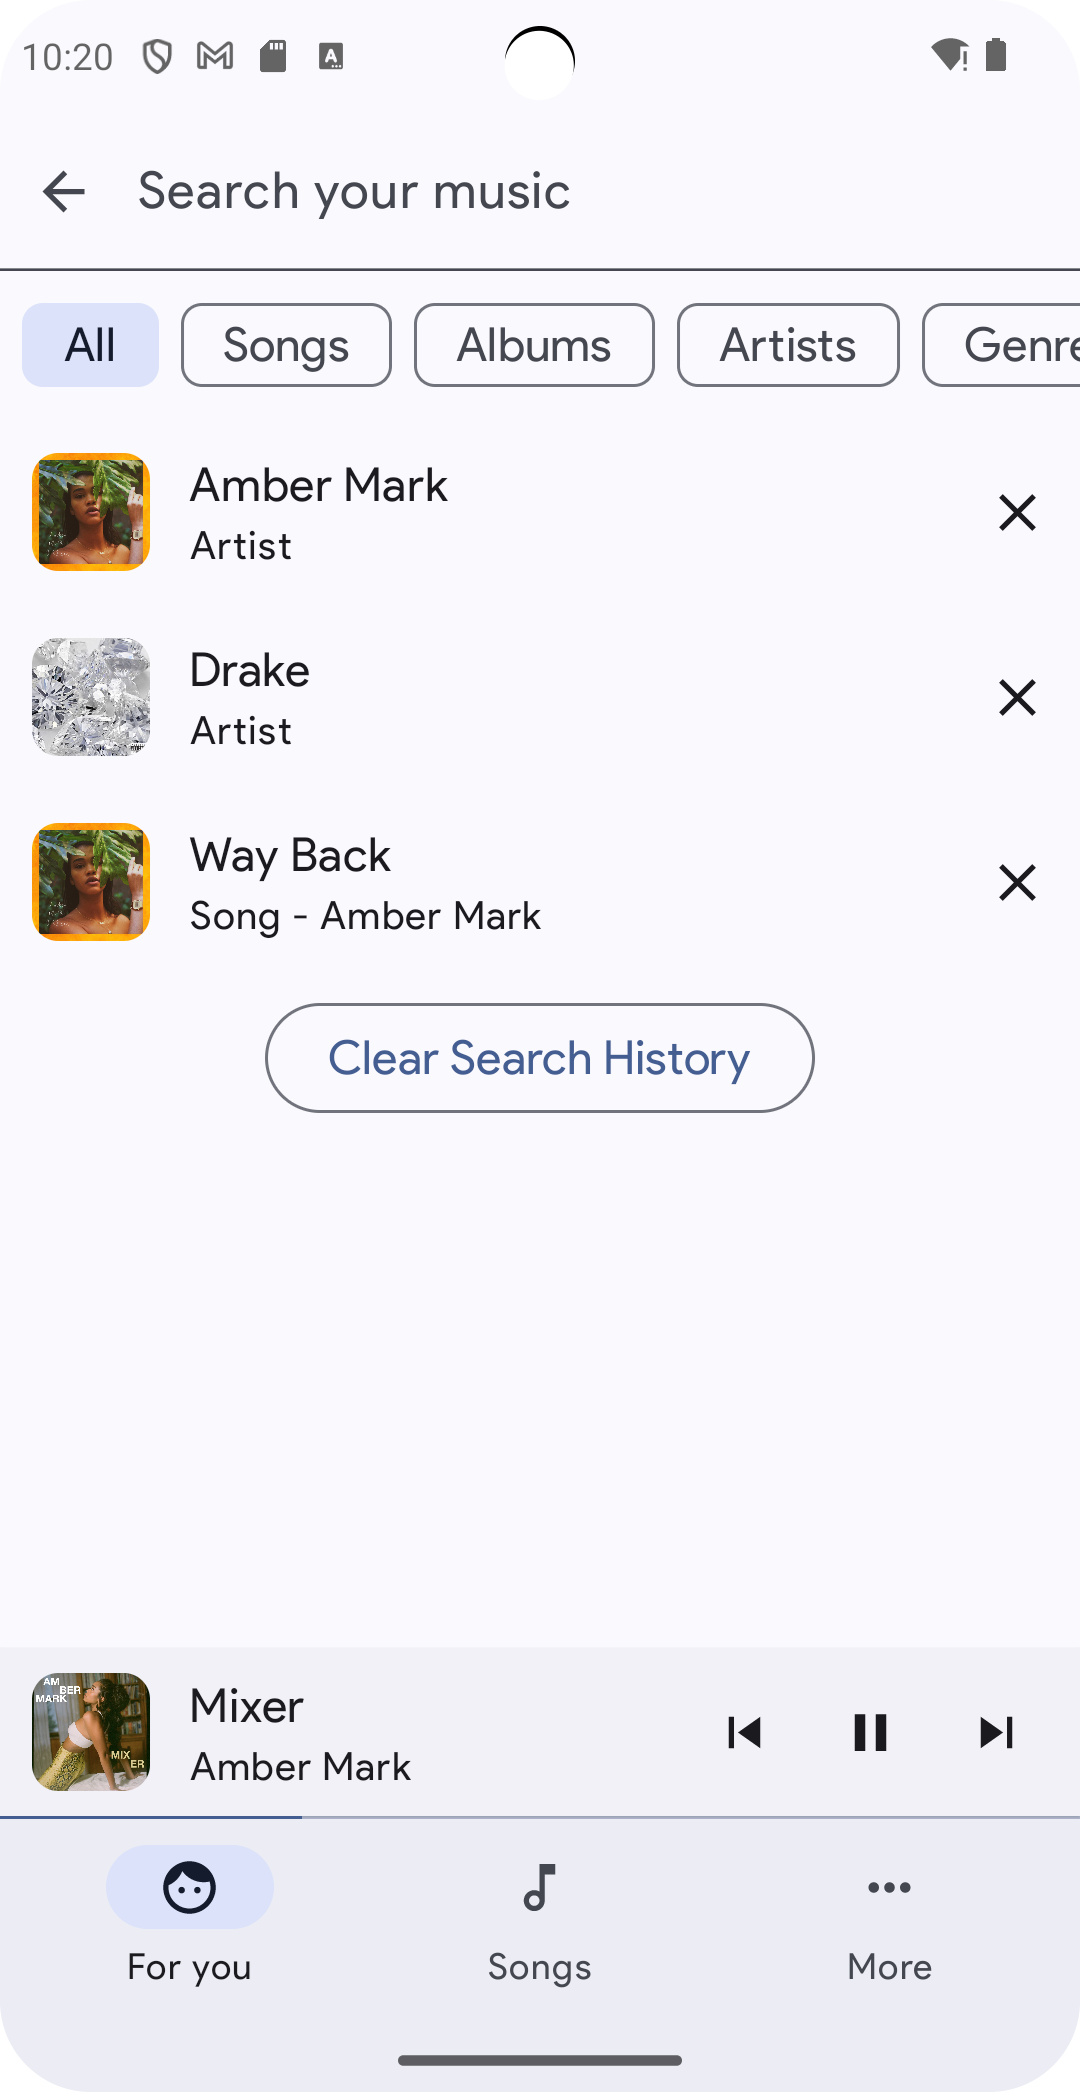 10:20
Search your music
All
Songs
Albums
Artists
Genre
Amber Mark
Artist
Drake
Artist
Way Back
Song - Amber Mark
Clear Search History
AM
BER
MARK
MIX
ER
Mixer
Amber Mark
For you
Songs
More